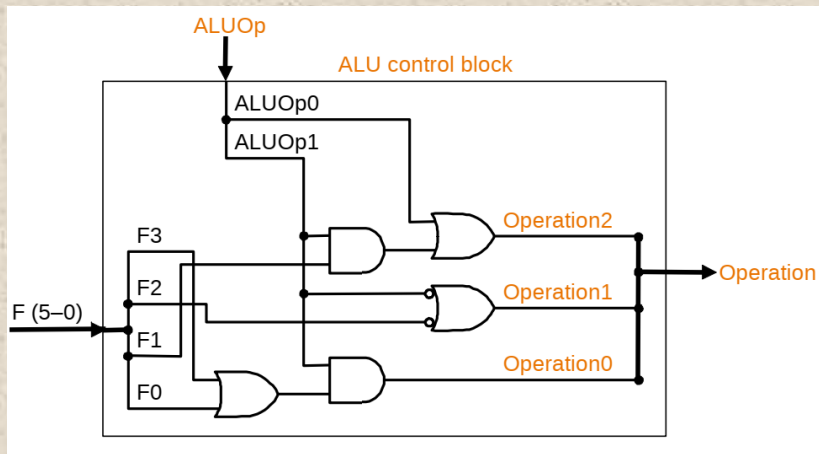 ALUOp
ALU control block
ALUOp0
ALUOp1
Operation2
F3
Operation
F2
Operation1
F (5–0)
F1
Operation0
F0